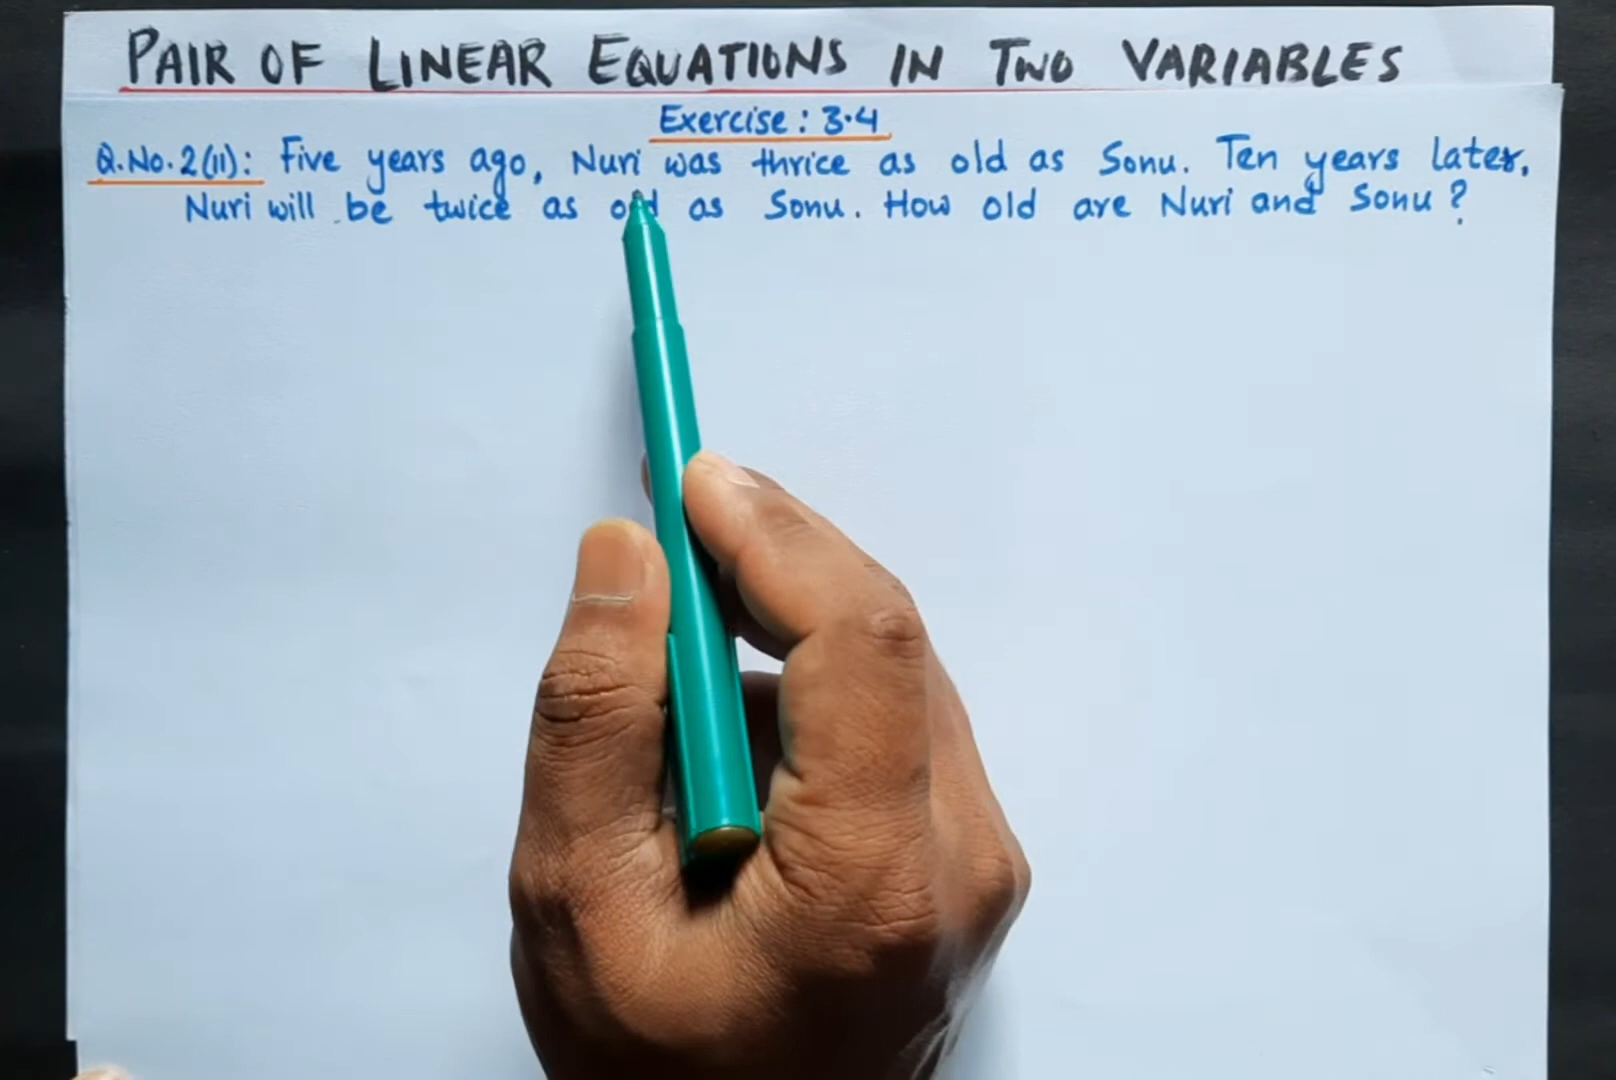 PAIR OF LINEAR EQUATIONS IN TWO VARIABLES
Exercise: 3.4
Q.No.2(ii): Five years ago, Nuri was thrice as old as Sonu. Ten years later,
Nuri will be twice as old as Sonu. How old are Nuri and Sonu?